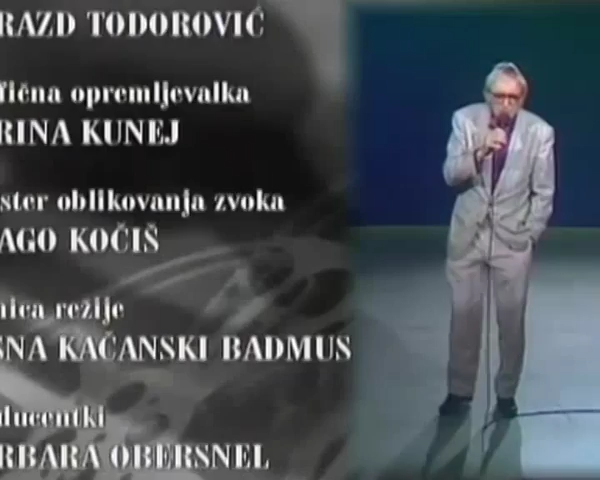 RAZD TODOROVIĆ
fična opremljevalka
RINA KUNEJ
ster oblikovanja zvoka
AGO KOČIŠ
nica režije
SNA KAČANSKI BADMUS
ducentki
RBARA OBERSNEL